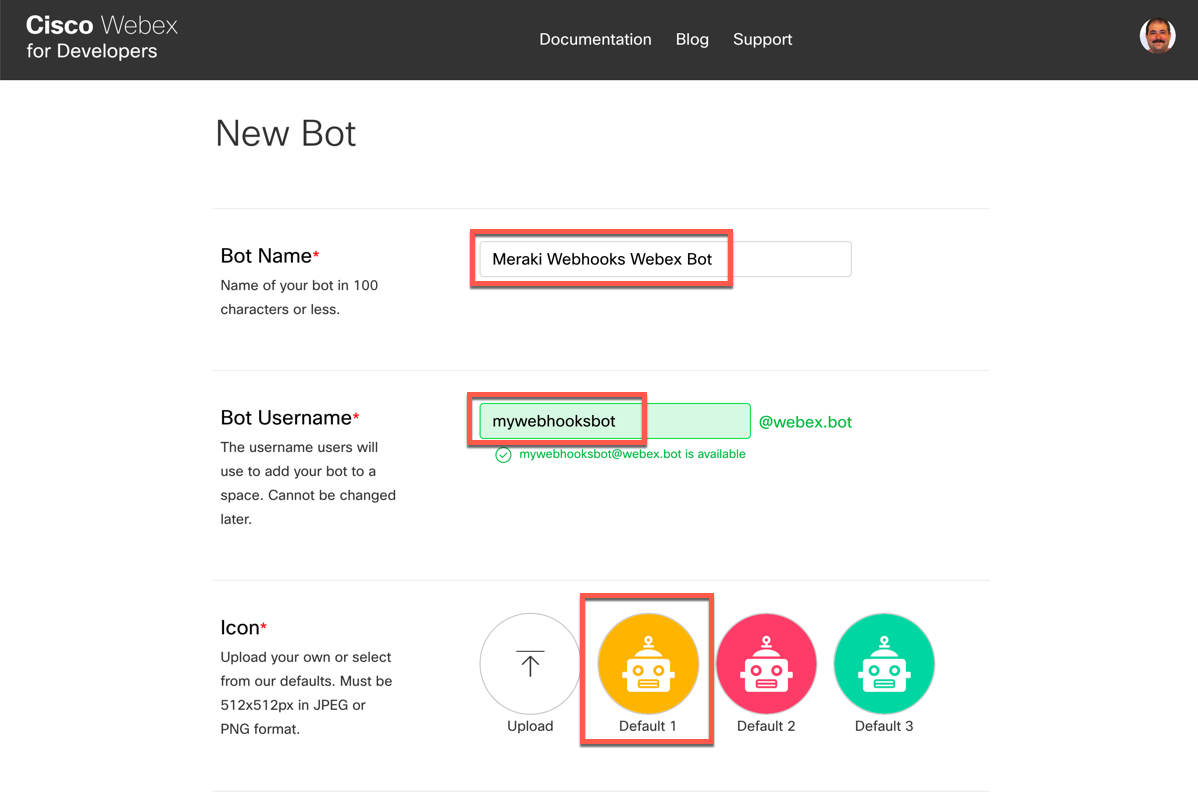 Cisco Webex
for Developers
Documentation Blog Support
New Bot
Bot Name*
Name of your bot in 100
characters or less.
Meraki Webhooks Webex Bot
Bot Username*
The username users will
use to add your bot to a
space. Cannot be changed
later.
mywebhooksbot @webex.bot
mywebhooksbot@webex.bot is available
Icon*
Upload your own or select
from our defaults. Must be
512x512px in JPEG or
PNG format.
Upload Default 1 Default 2 Default 3